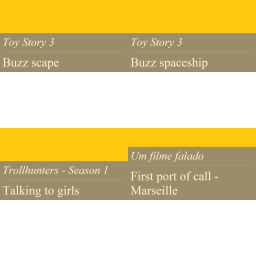 Toy Story 3
Buzz scape
Toy Story 3
Buzz spaceship
Trollhunters - Season 1
Talking to girls
Um filme falado
First port of call -
Marseille